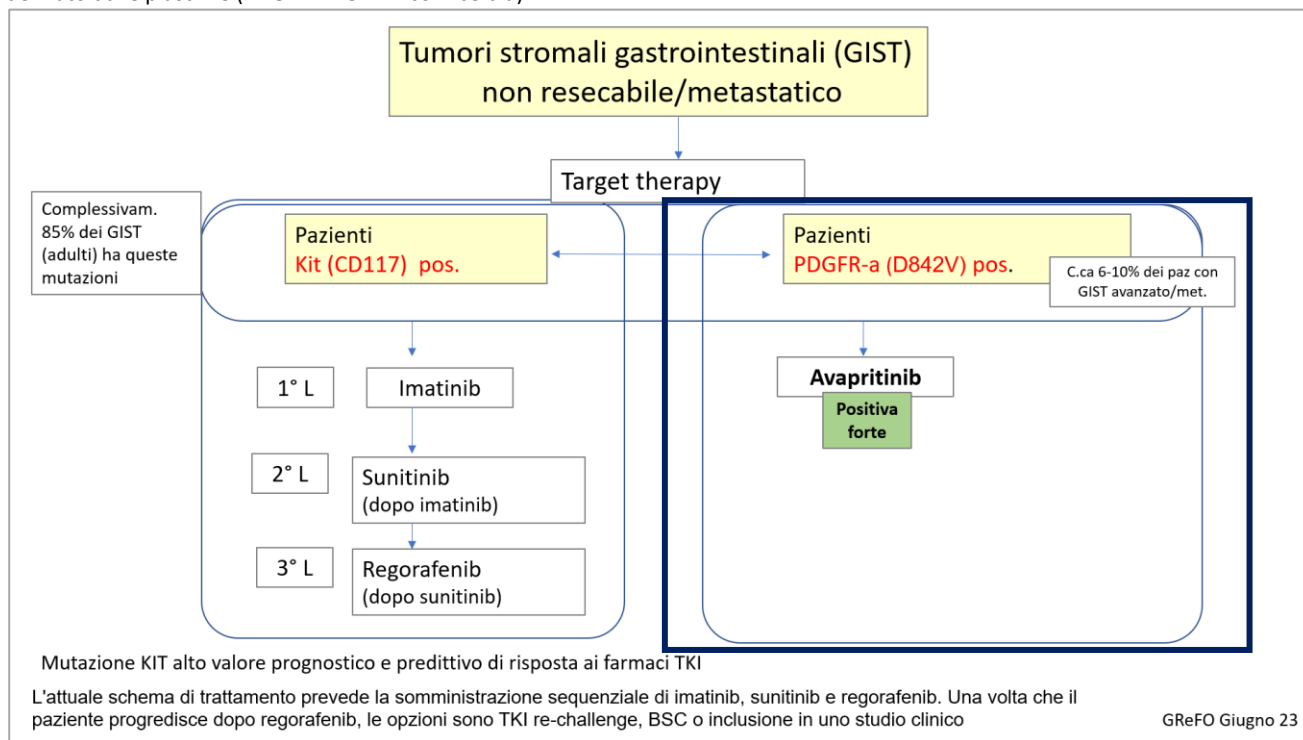 Tumori stromali gastrointestinali (GIST)
non resecabile/metastatico
Target therapy
Complessivam.
85% dei GIST
(adulti) ha queste
mutazioni
Pazienti
Kit (CD117) pos.
Pazienti
PDGFR-a (D842V) pos.
C.ca 6-10% dei paz con
GIST avanzato/met.
1° L
Imatinib
Avapritinib
Positiva
forte
2° L
Sunitinib
(dopo imatinib)
3° L
Regorafenib
(dopo sunitinib)
Mutazione KIT alto valore prognostico e predittivo di risposta ai farmaci TKI
L'attuale schema di trattamento prevede la somministrazione sequenziale di imatinib, sunitinib e regorafenib. Una volta che il
paziente progredisce dopo regorafenib, le opzioni sono TKI re-challenge, BSC o inclusione in uno studio clinico
GReFO Giugno 23